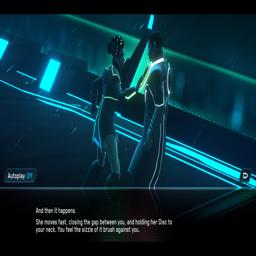 Autoplay Off
And then it happens.
She moves fast, closing the gap between you, and holding her Disc to
your neck. You feel the sizzle of it brush against you.